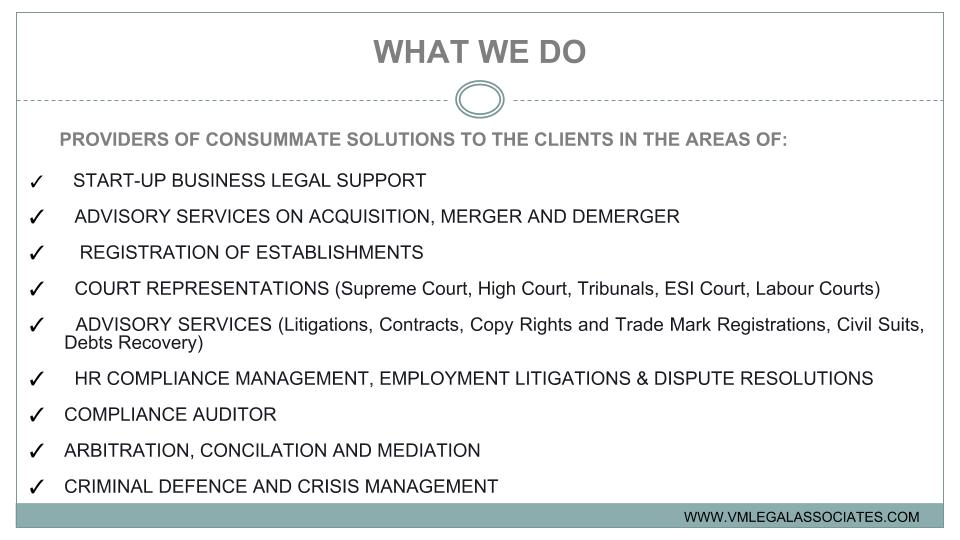 WHAT WE DO
PROVIDERS OF CONSUMMATE SOLUTIONS TO THE CLIENTS IN THE AREAS OF:
✓ START-UP BUSINESS LEGAL SUPPORT
✓ ADVISORY SERVICES ON ACQUISITION, MERGER AND DEMERGER
✓ REGISTRATION OF ESTABLISHMENTS
✓ COURT REPRESENTATIONS (Supreme Court, High Court, Tribunals, ESI Court, Labour Courts)
✓ ADVISORY SERVICES (Litigations, Contracts, Copy Rights and Trade Mark Registrations, Civil Suits,
Debts Recovery)
✓ HR COMPLIANCE MANAGEMENT, EMPLOYMENT LITIGATIONS & DISPUTE RESOLUTIONS
✓ COMPLIANCE AUDITOR
✓ ARBITRATION, CONCILATION AND MEDIATION
✓ CRIMINAL DEFENCE AND CRISIS MANAGEMENT
WWW.VMLEGALASSOCIATES.COM